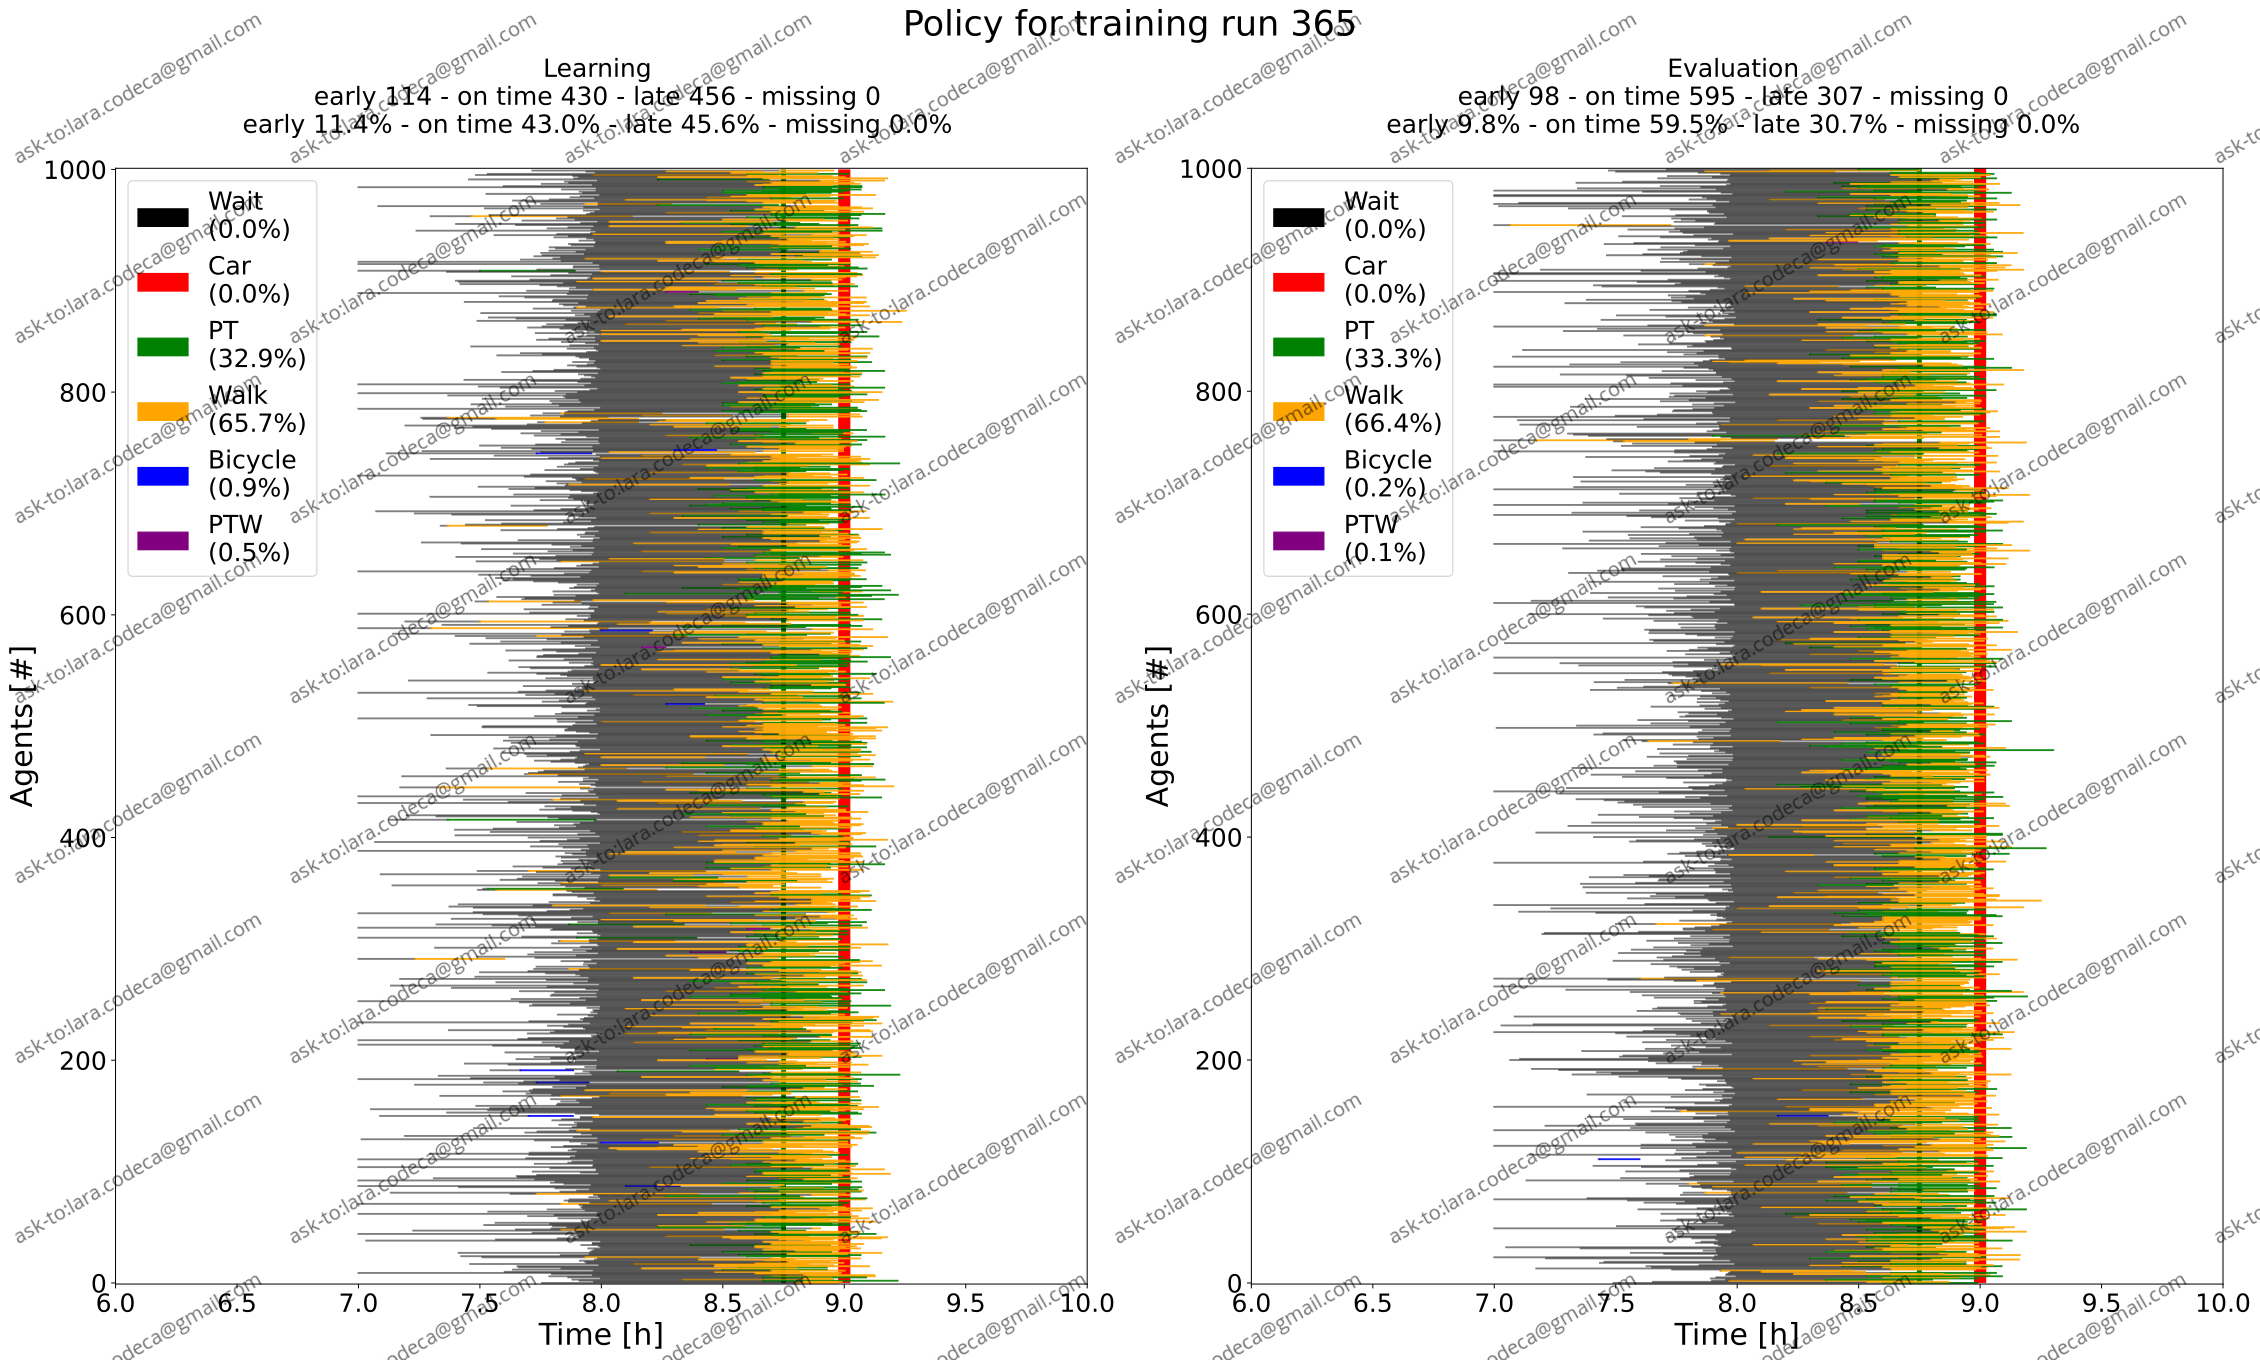 Policy for training run 365
Learning
early 114 - on time 430 - late 456 - missing 0
early 11.4% - on time 43.0% - late 45.6% - missing 0.0%
Wait
(0.0%)
Car
(0.0%)
PT
(32.9%)
Walk
(65.7%)
Bicycle
(0.9%)
PTW
(0.5%)
Agents [#]
1000
800
600
400
200
0
6.0 6.5 7.0 7.5 8.0 8.5 9.0 9.5 10.0
Time [h]
Evaluation
early 98 - on time 595 - late 307 - missing 0
early 9.8% - on time 59.5% - late 30.7% - missing 0.0%
Wait
(0.0%)
Car
(0.0%)
PT
(33.3%)
Walk
(66.4%)
Bicycle
(0.2%)
PTW
(0.1%)
Agents [#]
1000
800
600
400
200
0
6.0 6.5 7.0 7.5 8.0 8.5 9.0 9.5 10.0
Time [h]
ask-to:lara.codeca@gmail.com